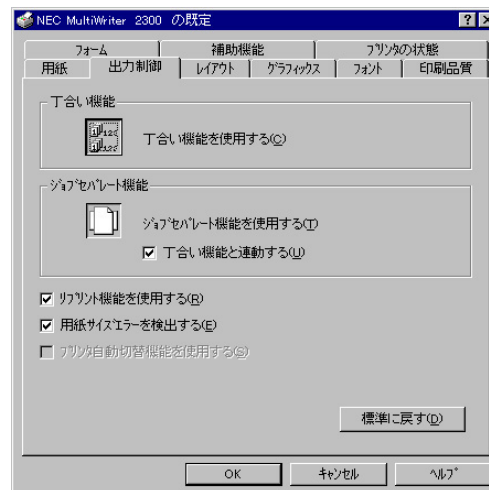 NEC MultiWriter 2300 の既定
フォーム 補助機能 プリンタの状態
用紙 出力制御 レイアウト グラフィックス フォント 印刷品質
丁合い機能
丁合い機能を使用する(C)
ジョブセパレート機能
ジョブセパレート機能を使用する(T)
丁合い機能と連動する(U)
リプリント機能を使用する(R)
用紙サイズエラーを検出する(E)
プリンタ自動切替機能を使用する(S)
標準に戻す(D)
OK キャンセル ヘルプ